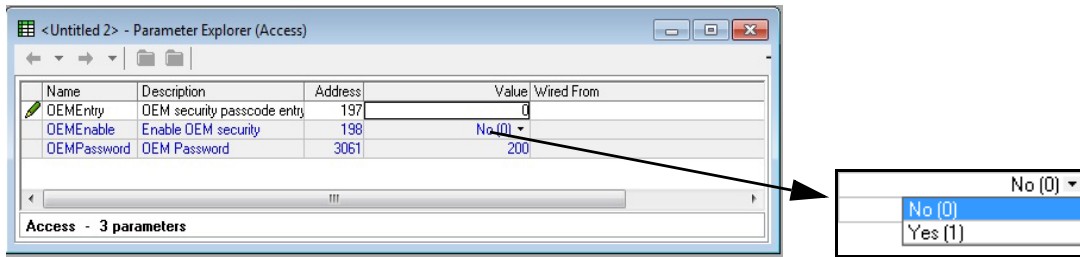 <Untitled 2> - Parameter Explorer (Access)
Name Description Address Value Wired From
OEMEntry OEM security passcode entry 197 0
OEMEnable Enable OEM security 198 No (0)
OEMPassword OEM Password 3061 200
Access - 3 parameters
No (0)
No (0)
Yes (1)